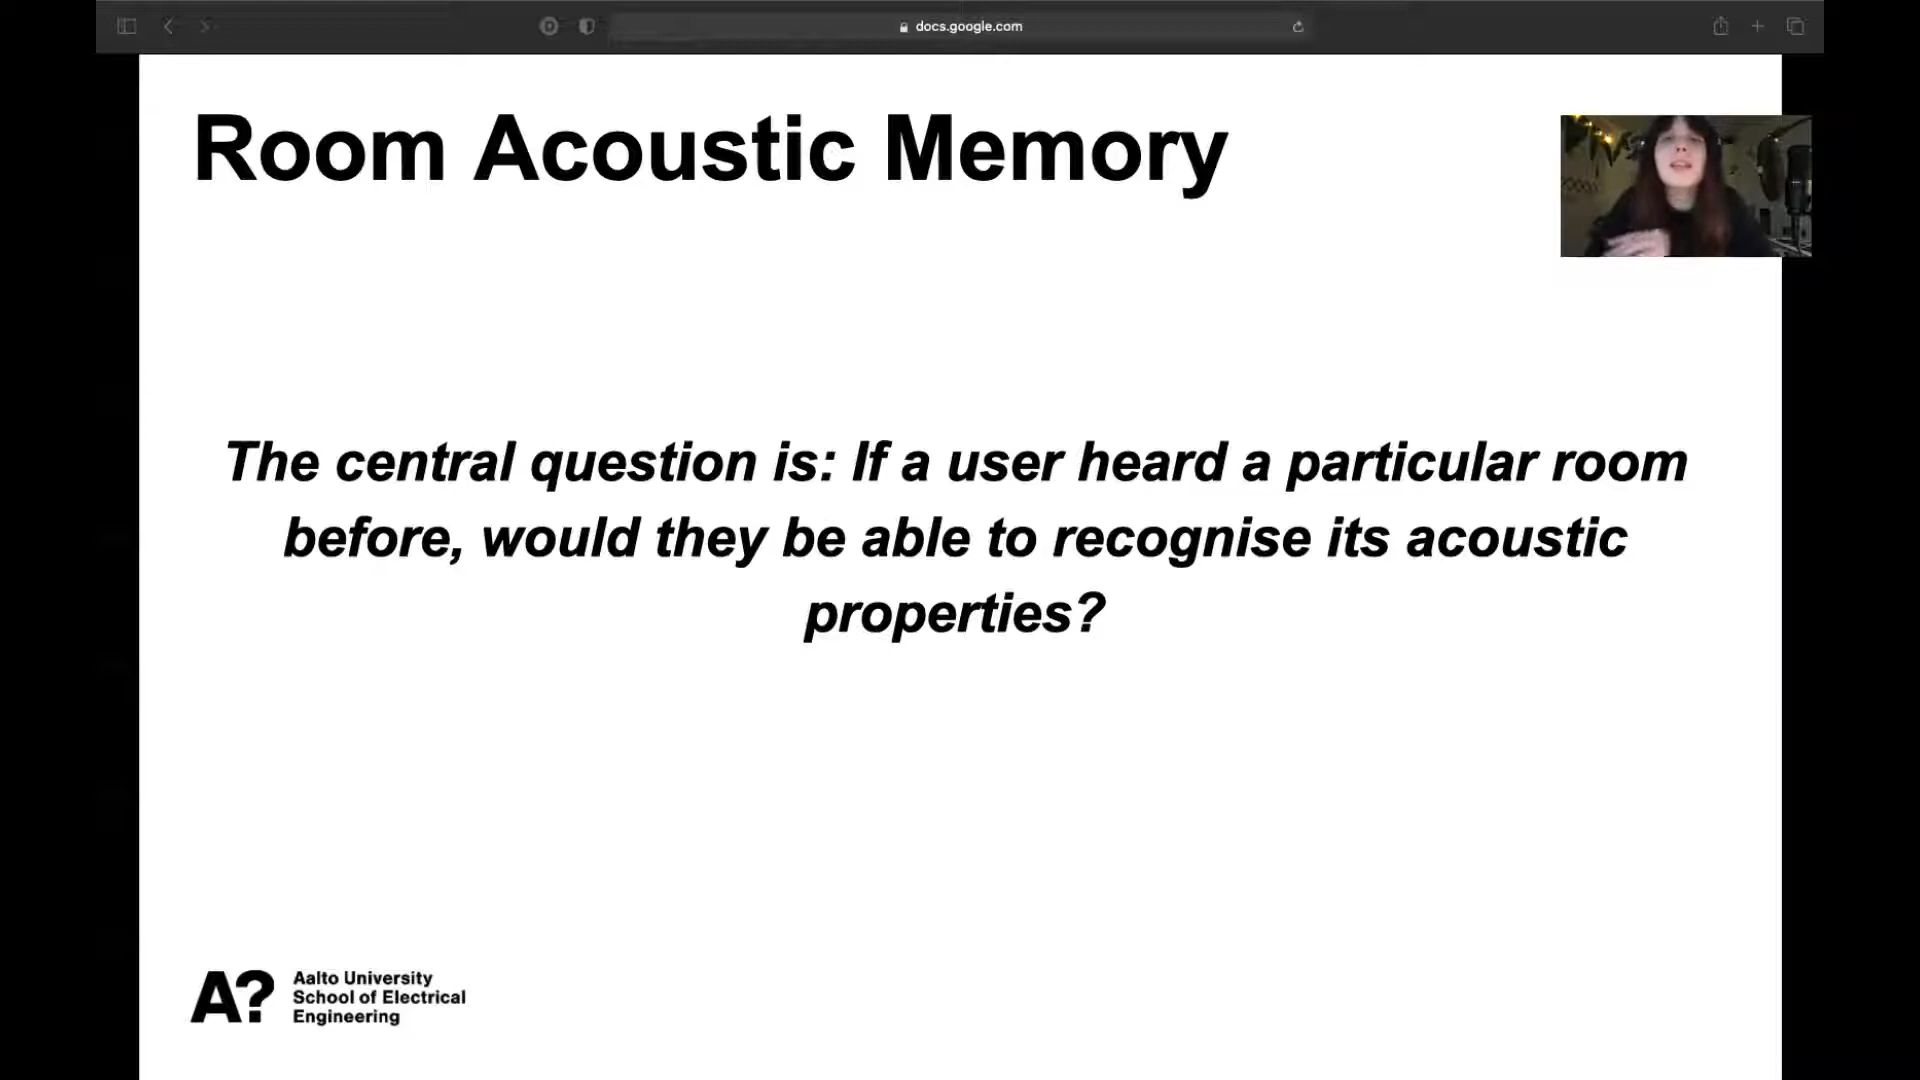 docs.google.com
Room Acoustic Memory
The central question is: If a user heard a particular room
before, would they be able to recognise its acoustic
properties?
A?
Aalto University
School of Electrical
Engineering